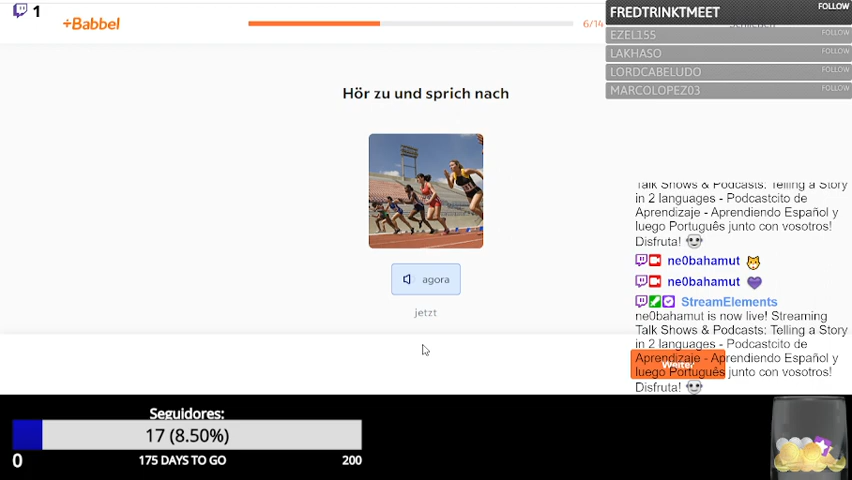 1
+Babbel
6/14
FREDTRINKTMEET
FOLLOW
EZEL155
FOLLOW
LAKHASO
FOLLOW
LORDCABELUDO
FOLLOW
MARCOLOPEZ03
FOLLOW
Hör zu und sprich nach
agora
jetzt
Weiter
Talk Shows & Podcasts: Telling a Story
in 2 languages - Podcastcito de
Aprendizaje - Aprendiendo Español y
luego Português junto con vosotros!
Disfruta!
ne0bahamut
ne0bahamut
StreamElements
ne0bahamut is now live! Streaming
Talk Shows & Podcasts: Telling a Story
in 2 languages - Podcastcito de
Aprendizaje - Aprendiendo Español y
luego Português junto con vosotros!
Disfruta!
Seguidores:
17 (8.50%)
0
175 DAYS TO GO
200